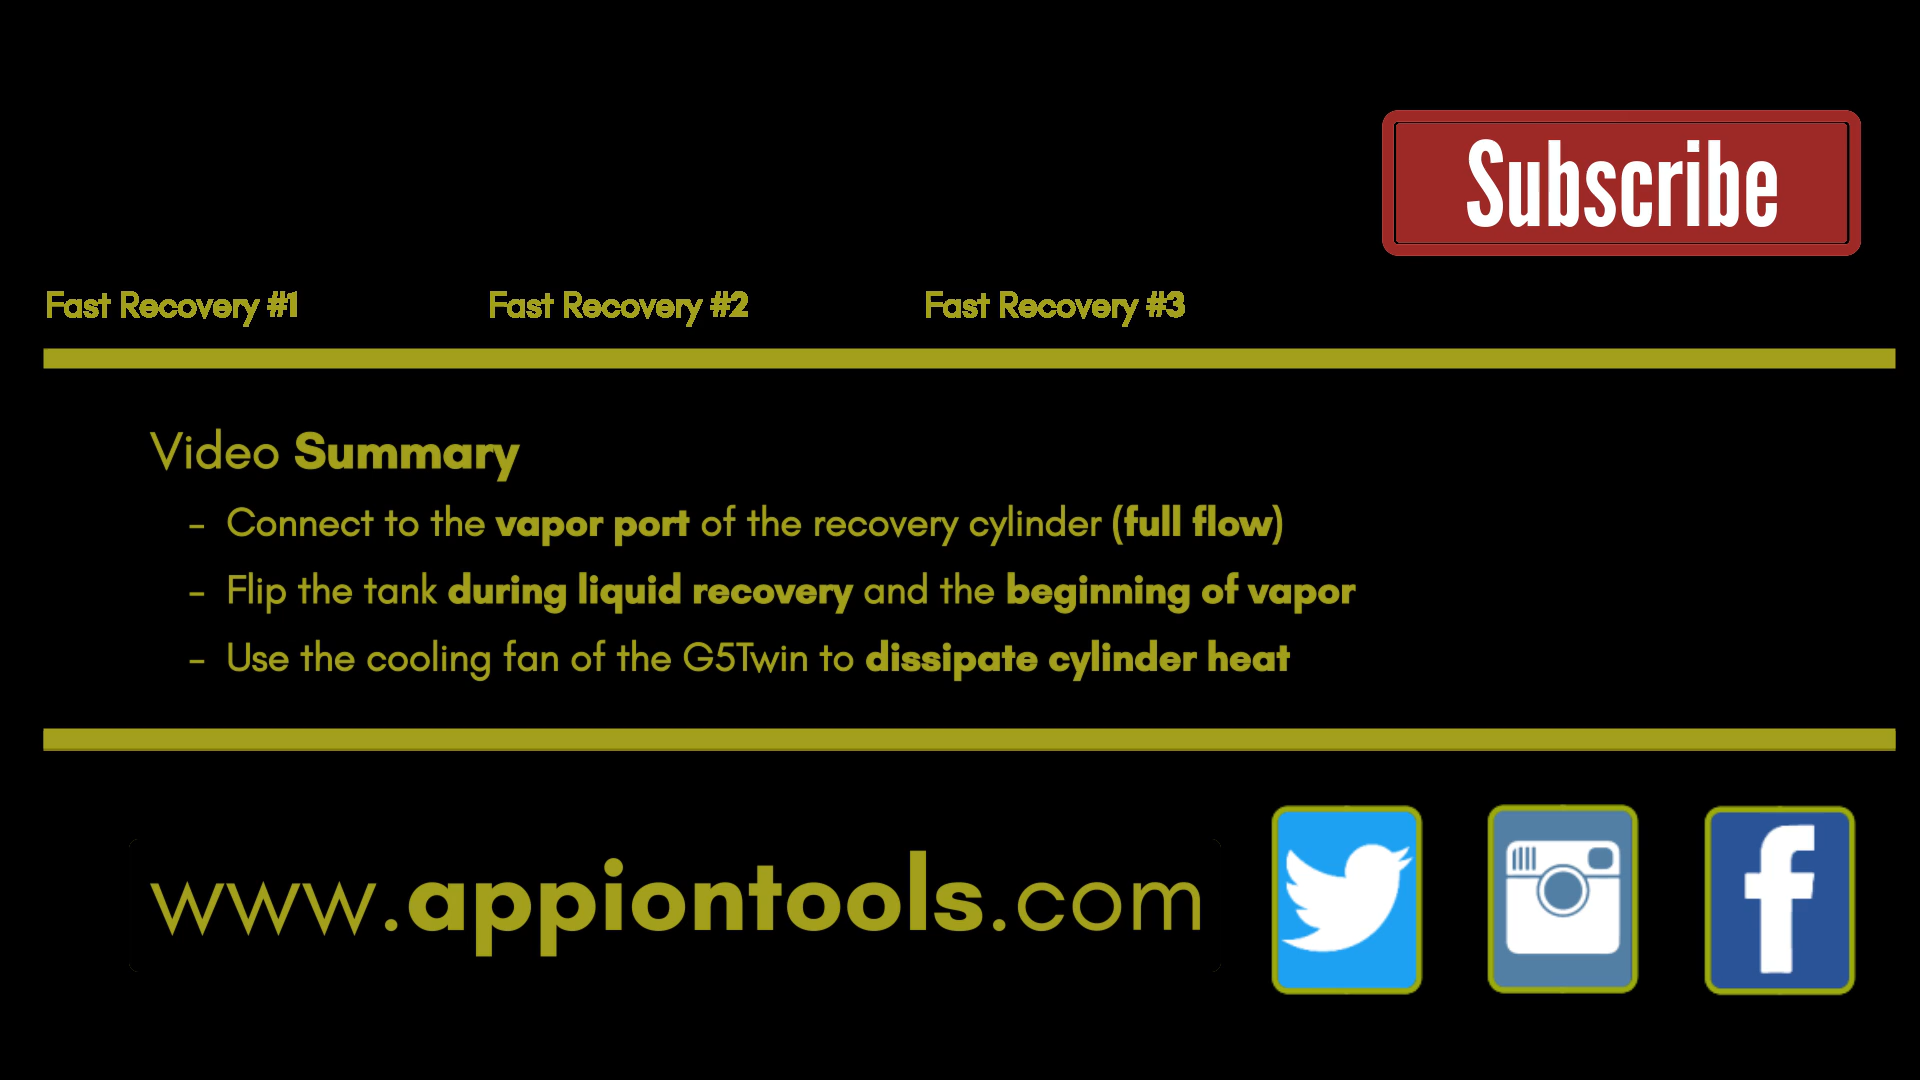 Subscribe
Fast Recovery #1
Fast Recovery #2
Fast Recovery #3
Video Summary
- Connect to the vapor port of the recovery cylinder (full flow)
- Flip the tank during liquid recovery and the beginning of vapor
- Use the cooling fan of the G5Twin to dissipate cylinder heat
www.appiontools.com